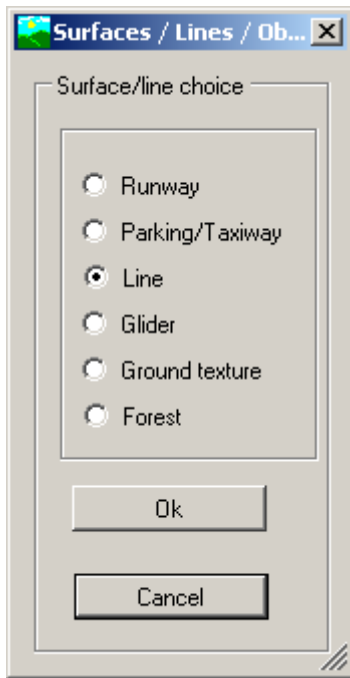 Surfaces / Lines / Ob...
Surface/line choice
Runway
Parking/Taxiway
Line
Glider
Ground texture
Forest
Ok
Cancel